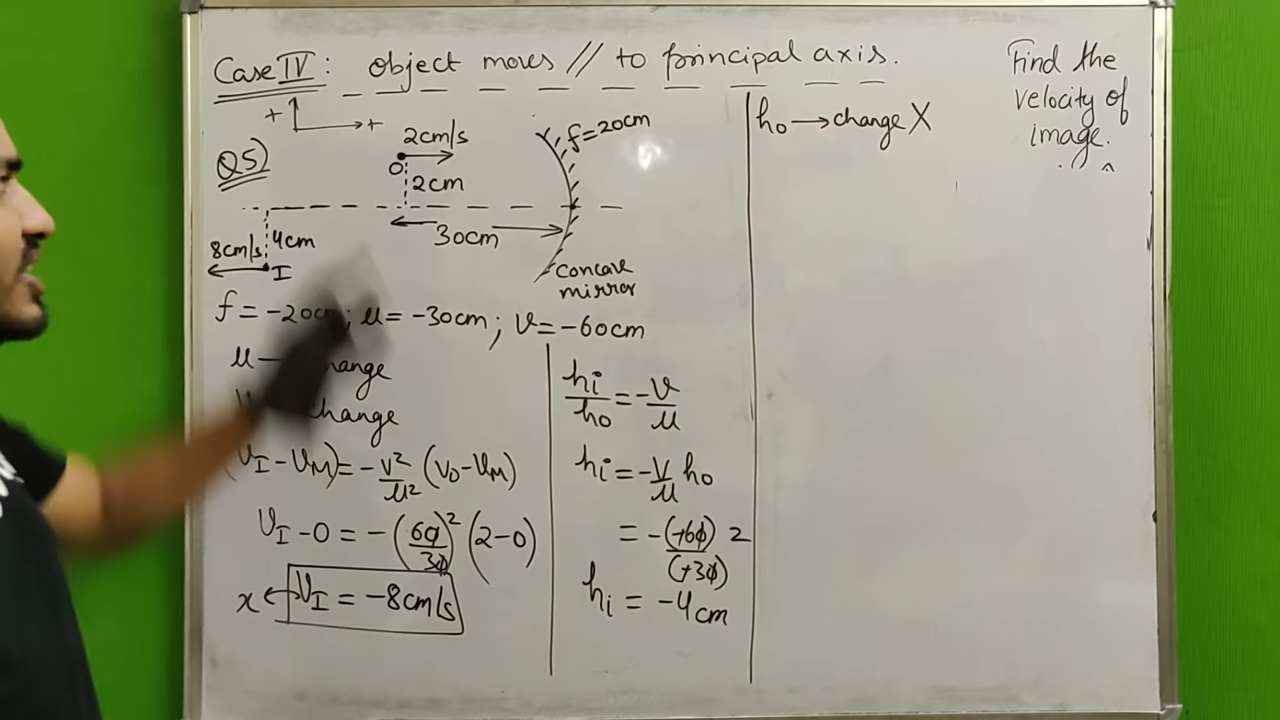 Case IV: object moves // to principal axis.
Find the
velocity of
image.
+ +
Q5)
2cm/s
f=20cm
O
2cm
30cm
4cm
8cm/s
I
concave
mirror
f = -20cm; u = -30cm; v = -60cm
u change
change
(VI - VM) = -v²/u² (VO - VM)
VI - 0 = -(60/30)² (2-0)
x ← VI = -8cm/s
hi/ho = -v/u
hi = -v/u ho
= -(+60)/(+30) 2
hi = -4cm
ho → change X